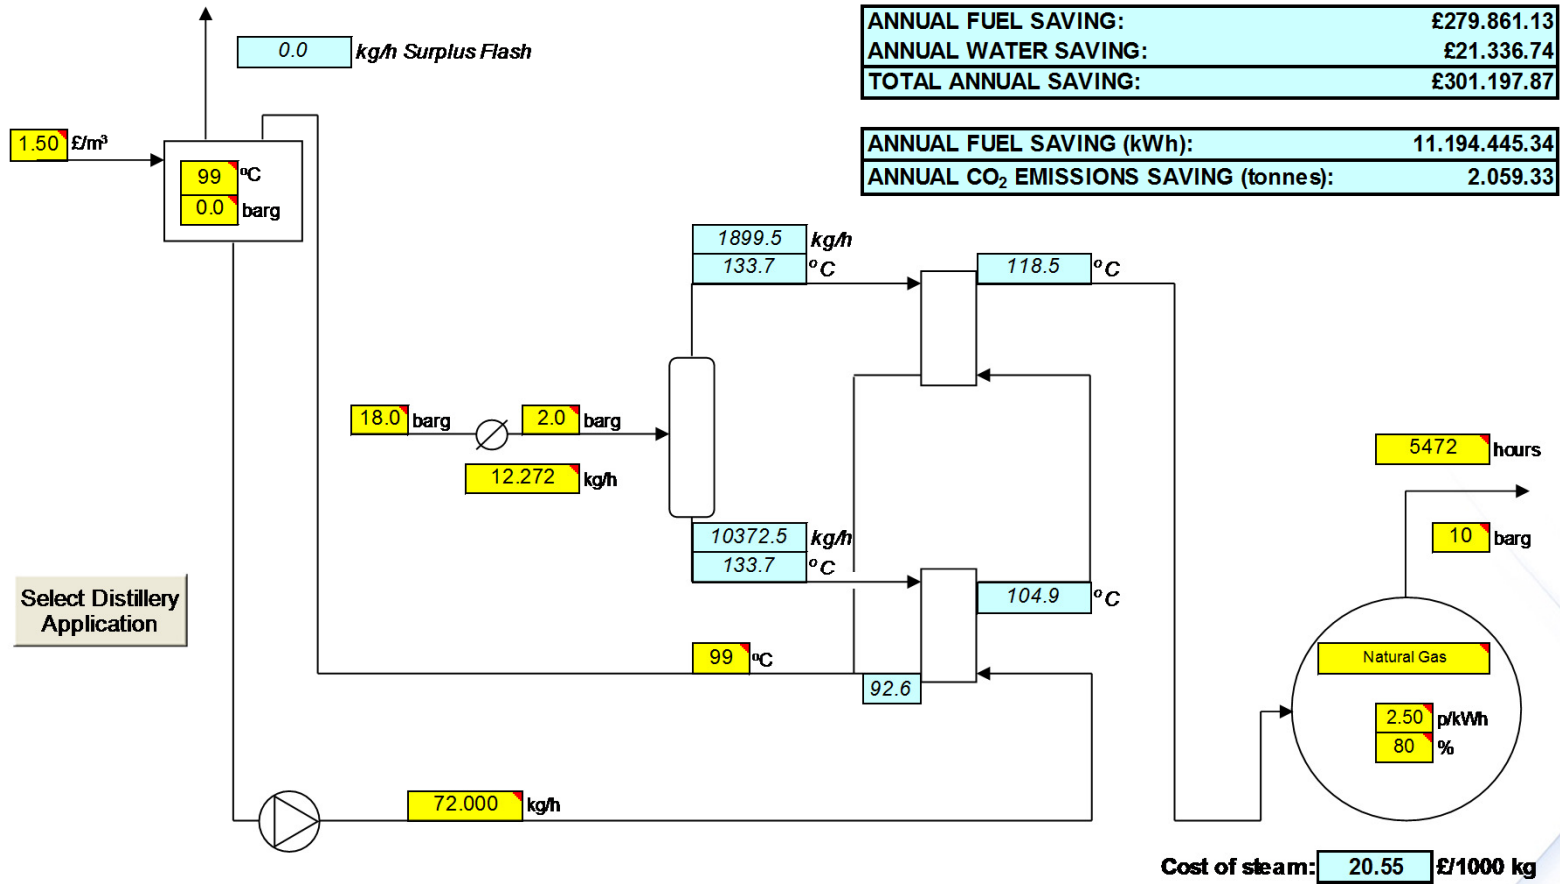 ANNUAL FUEL SAVING: £279.861.13
ANNUAL WATER SAVING: £21.336.74
TOTAL ANNUAL SAVING: £301.197.87
0.0 kg/h Surplus Flash
1.50 £/m³
ANNUAL FUEL SAVING (kWh): 11.194.445.34
ANNUAL CO₂ EMISSIONS SAVING (tonnes): 2.059.33
99 ºC
0.0 barg
1899.5 kg/h
133.7 ºC
118.5 ºC
18.0 barg
2.0 barg
12.272 kg/h
5472 hours
10 barg
10372.5 kg/h
133.7 ºC
104.9 ºC
Select Distillery
Application
99 ºC
92.6
Natural Gas
2.50 p/kWh
80 %
72.000 kg/h
Cost of steam: 20.55 £/1000 kg